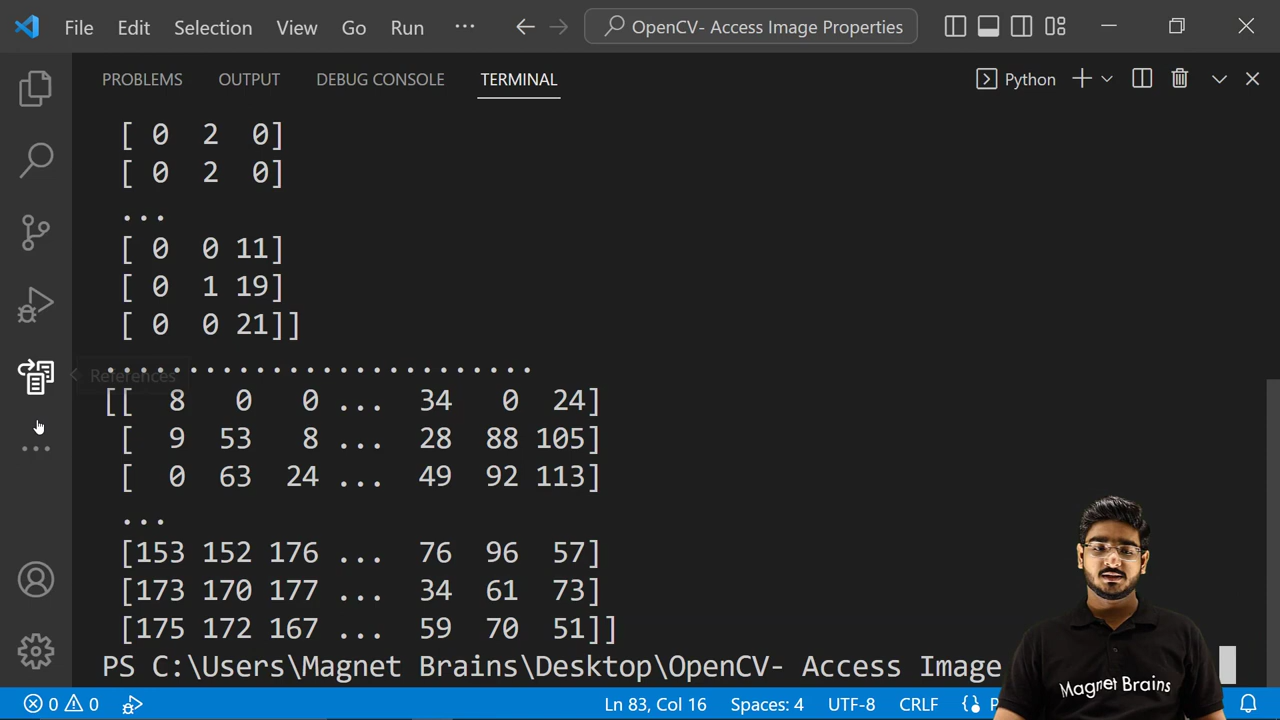 File Edit Selection View Go Run ... OpenCV- Access Image Properties
PROBLEMS OUTPUT DEBUG CONSOLE TERMINAL Python
[ 0 2 0]
[ 0 2 0]
...
[ 0 0 11]
[ 0 1 19]
[ 0 0 21]]
..........................
References
[[ 8 0 0 ... 34 0 24]
[ 9 53 8 ... 28 88 105]
[ 0 63 24 ... 49 92 113]
...
[153 152 176 ... 76 96 57]
[173 170 177 ... 34 61 73]
[175 172 167 ... 59 70 51]]
PS C:\Users\Magnet Brains\Desktop\OpenCV- Access Image
Magnet Brains
0 0 Ln 83, Col 16 Spaces: 4 UTF-8 CRLF {}